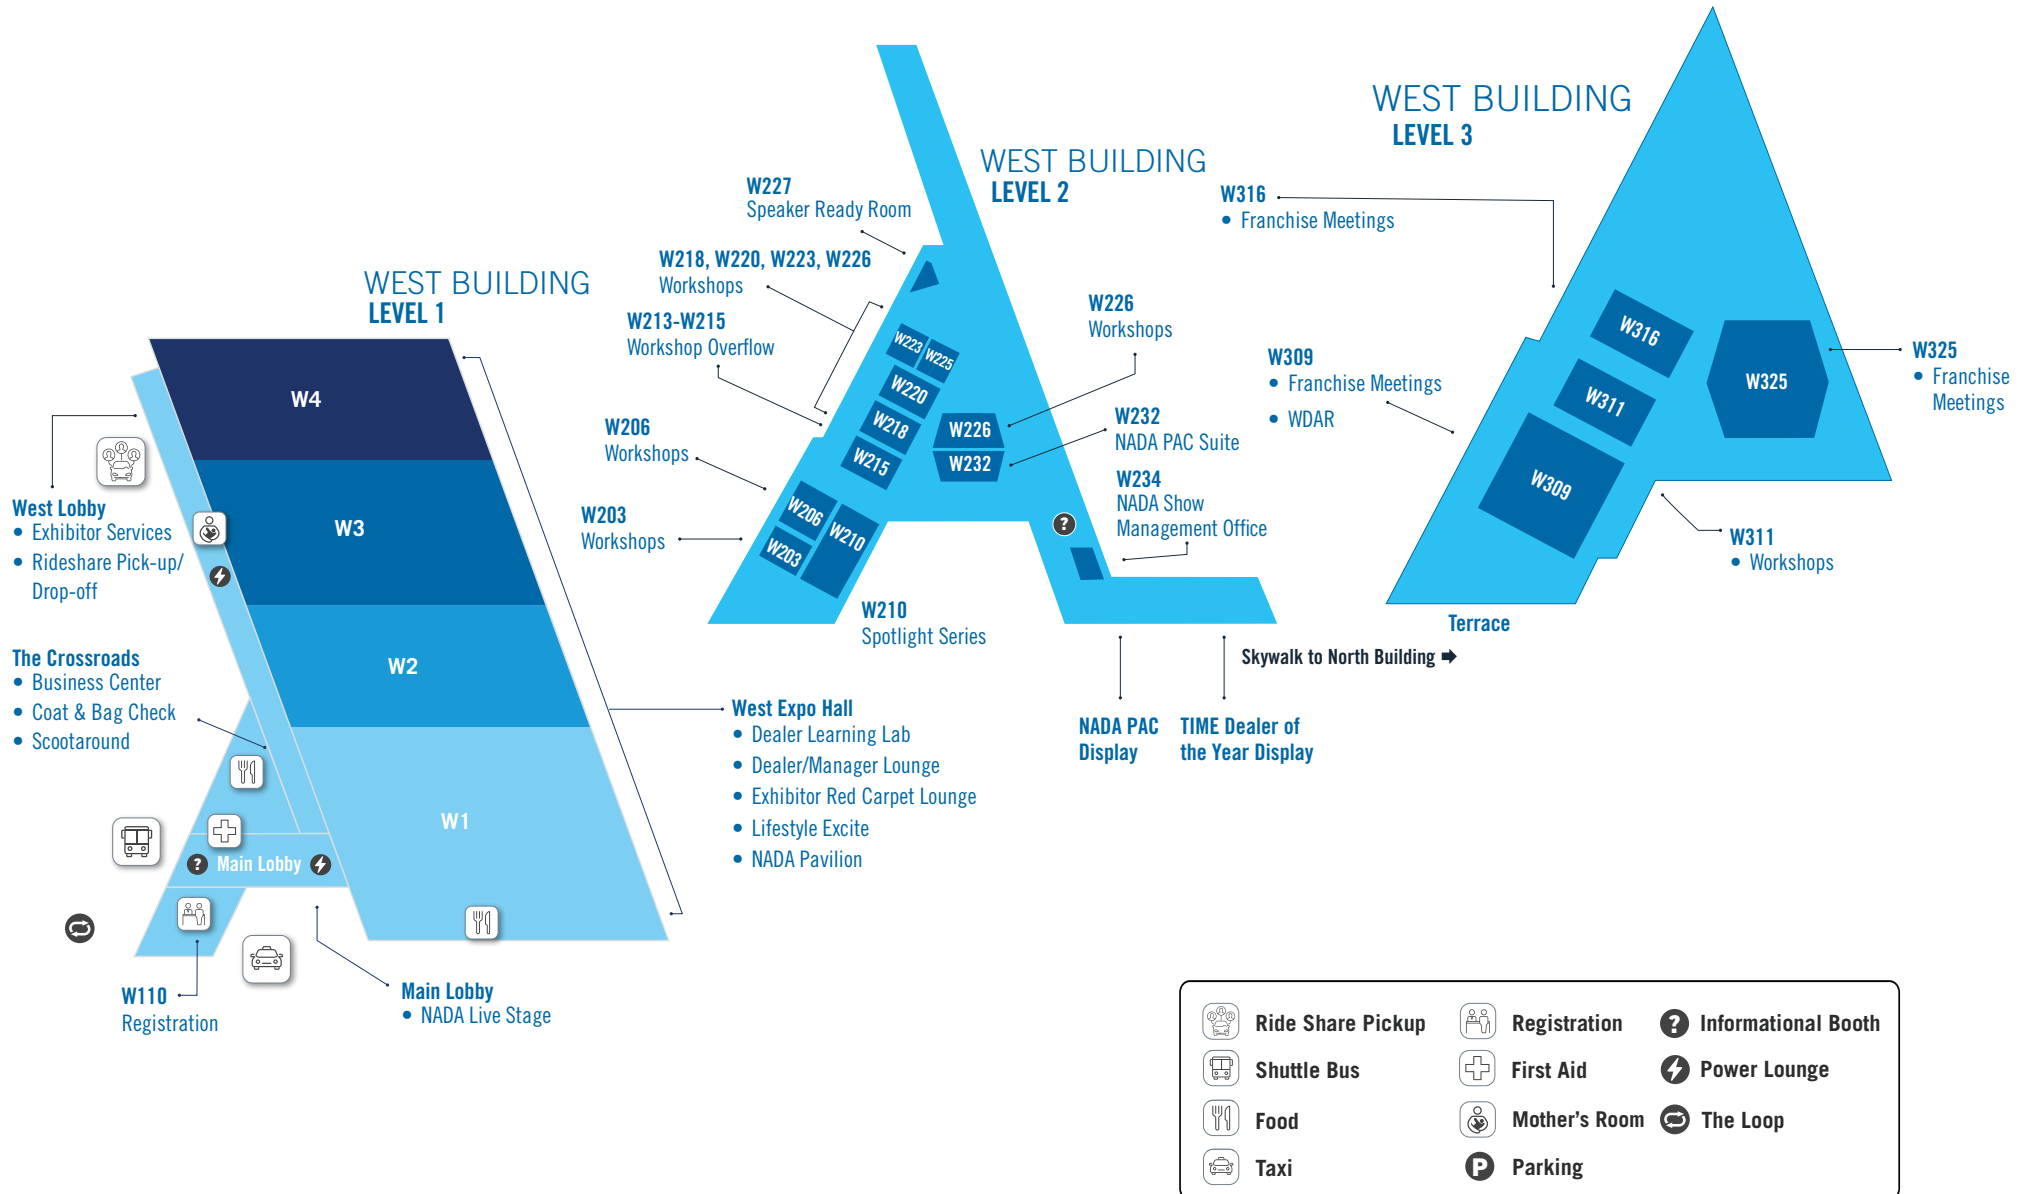 WEST BUILDING
LEVEL 1
W4
W3
W2
W1
West Lobby
• Exhibitor Services
• Rideshare Pick-up/
Drop-off
The Crossroads
• Business Center
• Coat & Bag Check
• Scootaround
? Main Lobby
W110
Registration
Main Lobby
• NADA Live Stage
West Expo Hall
• Dealer Learning Lab
• Dealer/Manager Lounge
• Exhibitor Red Carpet Lounge
• Lifestyle Excite
• NADA Pavilion
WEST BUILDING
LEVEL 2
W227
Speaker Ready Room
W218, W220, W223, W226
Workshops
W213-W215
Workshop Overflow
W206
Workshops
W203
Workshops
W223
W225
W220
W218
W215
W206
W210
W203
W226
W232
W226
Workshops
W232
NADA PAC Suite
W234
NADA Show
Management Office
?
W210
Spotlight Series
NADA PAC
Display
TIME Dealer of
the Year Display
Skywalk to North Building
WEST BUILDING
LEVEL 3
W316
• Franchise Meetings
W309
• Franchise Meetings
• WDAR
W316
W311
W309
W325
W325
• Franchise
Meetings
W311
• Workshops
Terrace
Ride Share Pickup
Shuttle Bus
Food
Taxi
Registration
First Aid
Mother's Room
P Parking
? Informational Booth
Power Lounge
The Loop